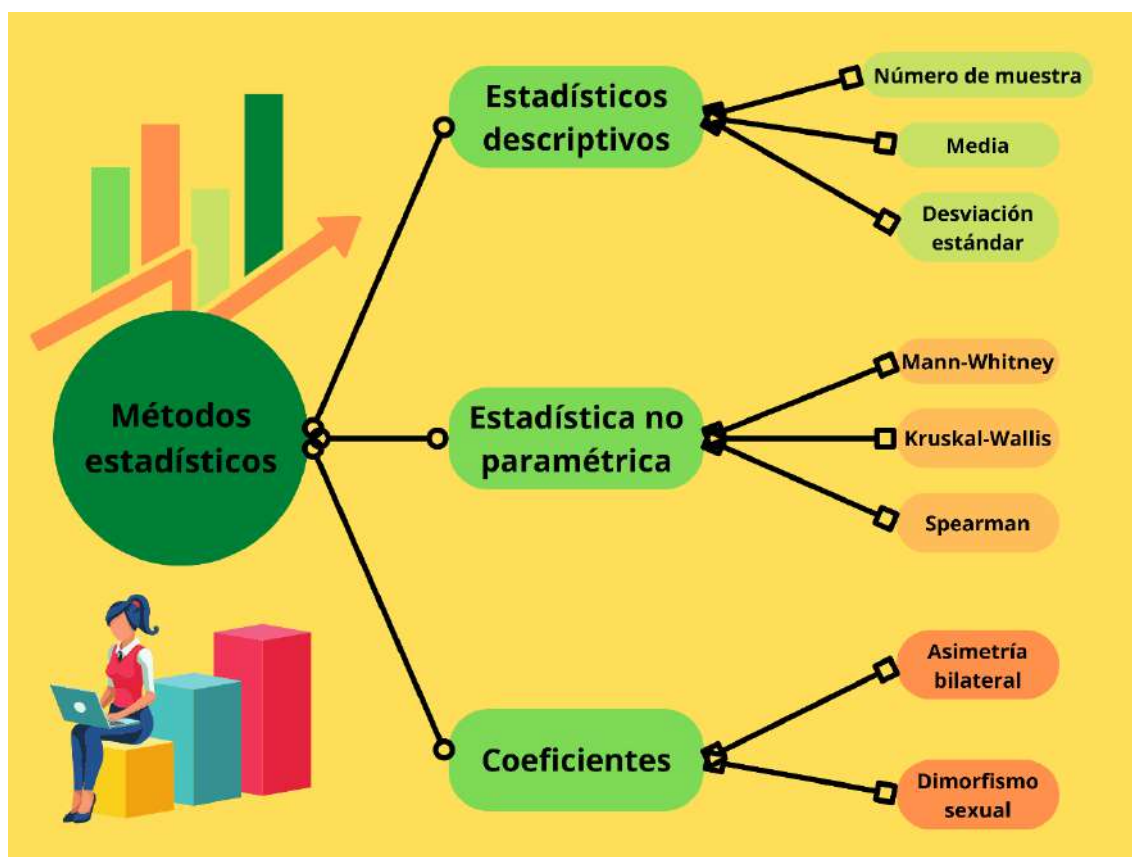 Métodos
estadísticos
Estadísticos
descriptivos
Número de muestra
Media
Desviación
estándar
Estadística no
paramétrica
Mann-Whitney
Kruskal-Wallis
Spearman
Coeficientes
Asimetría
bilateral
Dimorfismo
sexual